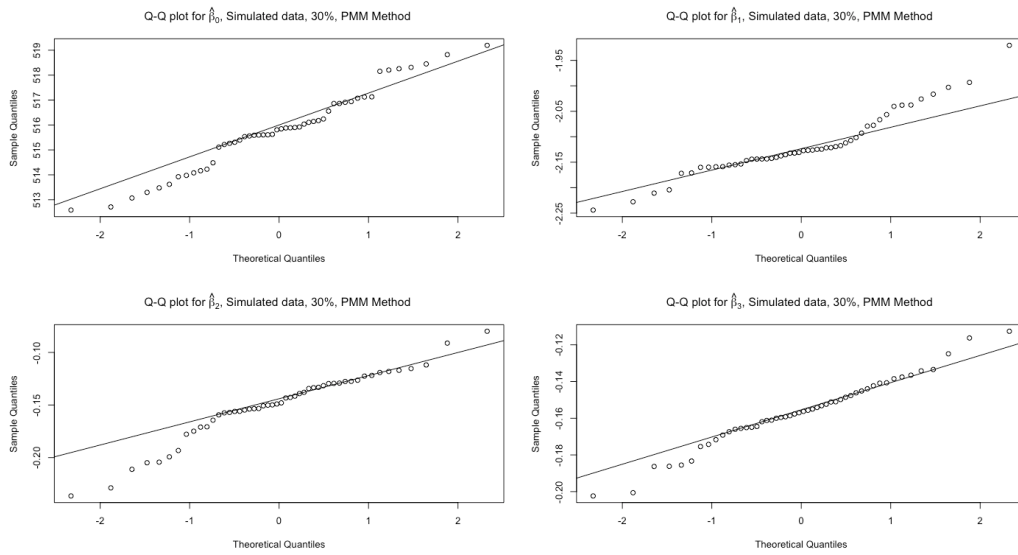 Q-Q plot for β̂₀, Simulated data, 30%, PMM Method
Sample Quantiles
513 514 515 516 517 518 519
-2 -1 0 1 2
Theoretical Quantiles
Q-Q plot for β̂₁, Simulated data, 30%, PMM Method
Sample Quantiles
-2.25 -2.15 -2.05 -1.95
-2 -1 0 1 2
Theoretical Quantiles
Q-Q plot for β̂₂, Simulated data, 30%, PMM Method
Sample Quantiles
-0.20 -0.15 -0.10
-2 -1 0 1 2
Theoretical Quantiles
Q-Q plot for β̂₃, Simulated data, 30%, PMM Method
Sample Quantiles
-0.20 -0.18 -0.16 -0.14 -0.12
-2 -1 0 1 2
Theoretical Quantiles